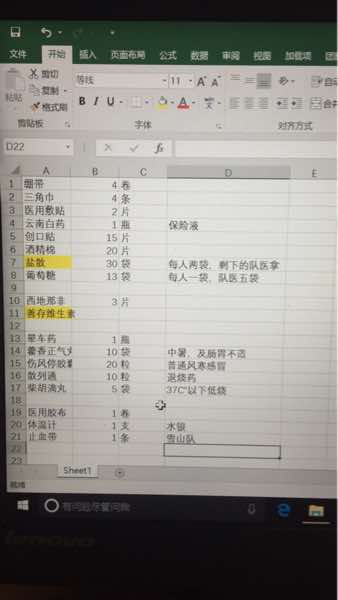 文件 开始 插入 页面布局 公式 数据 审阅 视图 加载项
剪切 等线 11 A A 自动
粘贴 复制
格式刷 B I U A 合并
剪贴板 字体 对齐方式
D22 fx
A B C D E
1 绷带 4 卷
2 三角巾 4 条
3 医用敷贴 2 片
4 云南白药 1 瓶 保险液
5 创口贴 15 片
6 酒精棉 20 片
7 盐散 30 袋 每人两袋，剩下的队医拿
8 葡萄糖 13 袋 每人一袋，队医五袋
9
10 西地那非 3 片
11 善存维生素
12
13 晕车药 1 瓶
14 藿香正气 10 袋 中暑，及肠胃不适
15 伤风停胶 20 粒 普通风寒感冒
16 散列通 10 粒 退烧药
17 柴胡滴丸 5 袋 37C°以下低烧
18
19 医用胶布 1 卷
20 体温计 1 支 水银
21 止血带 1 条 雪山队
22
23
Sheet1
就绪
有问题尽管问我
lenovo